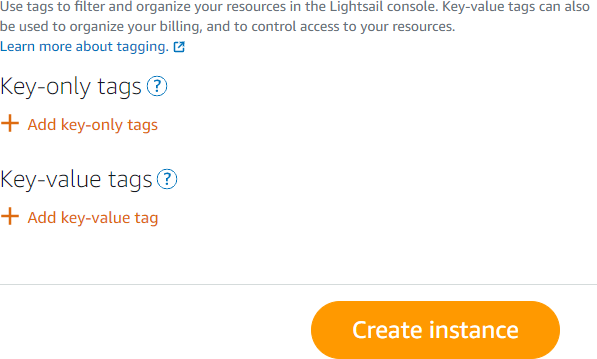 Use tags to filter and organize your resources in the Lightsail console. Key-value tags can also
be used to organize your billing, and to control access to your resources.
Learn more about tagging.
Key-only tags ?
+ Add key-only tags
Key-value tags ?
+ Add key-value tag
Create instance